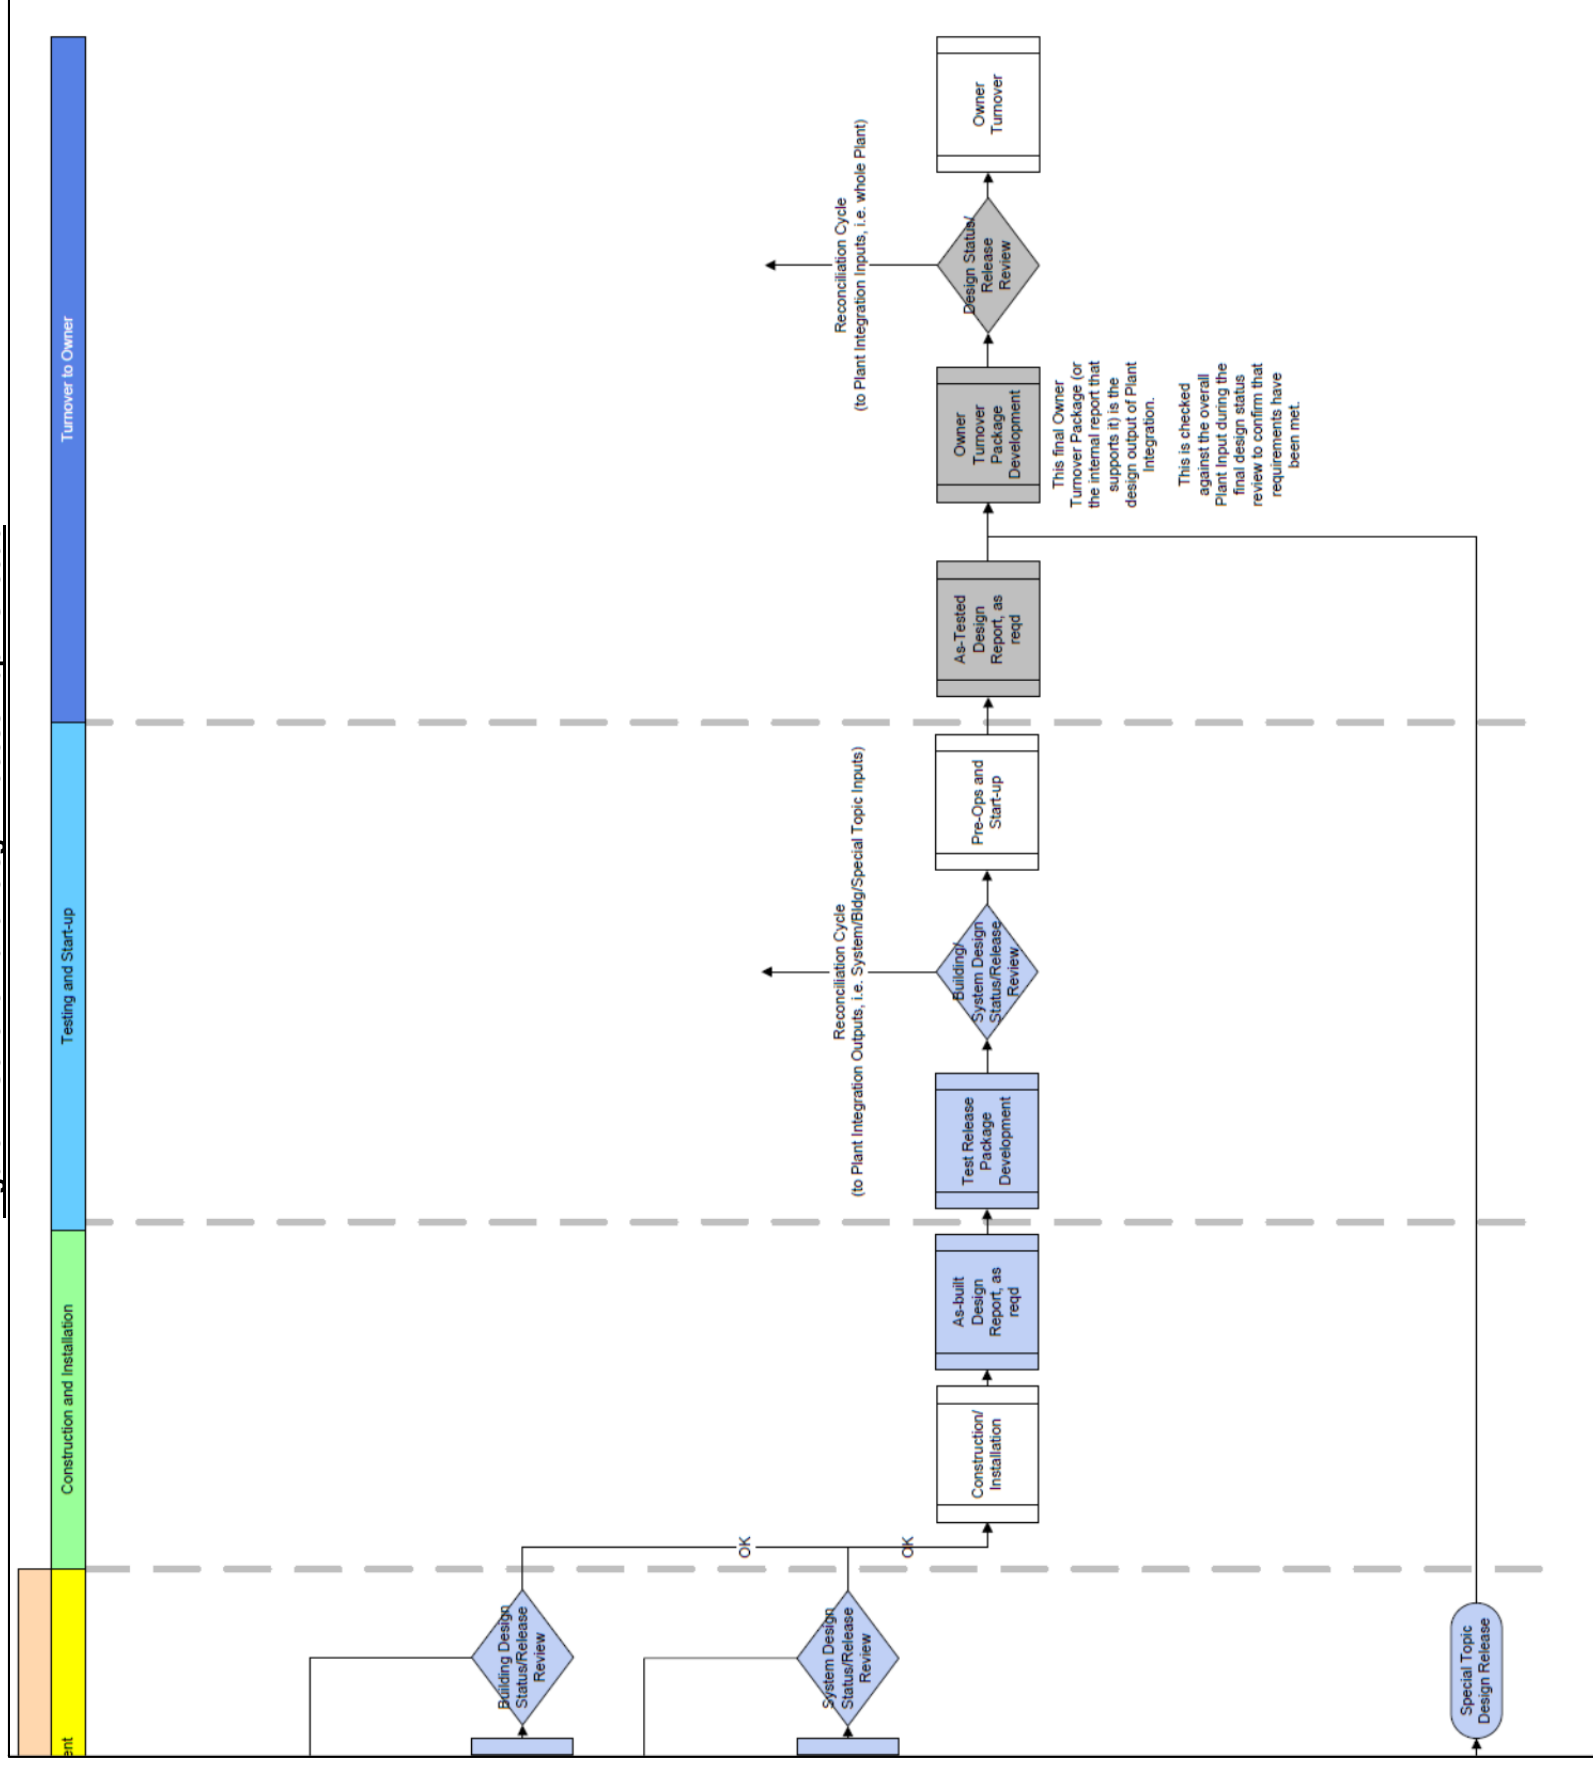 ent
Construction and Installation
Testing and Start-up
Turnover to Owner
Building Design
Status/Release
Review
OK
System Design
Status/Release
Review
OK
Reconciliation Cycle
(to Plant Integration Outputs, i.e. System/Bldg/Special Topic Inputs)
Reconciliation Cycle
(to Plant Integration Inputs, i.e. whole Plant)
Construction/
Installation
As-built
Design
Report, as
reqd
Test Release
Package
Development
Building/
System Design
Status/Release
Review
Pre-Ops and
Start-up
As-Tested
Design
Report, as
reqd
Owner
Turnover
Package
Development
Design Status/
Release
Review
Owner
Turnover
This final Owner
Turnover Package (or
the internal report that
supports it) is the
design output of Plant
Integration.
This is checked
against the overall
Plant Input during the
final design status
review to confirm that
requirements have
been met.
Special Topic
Design Release